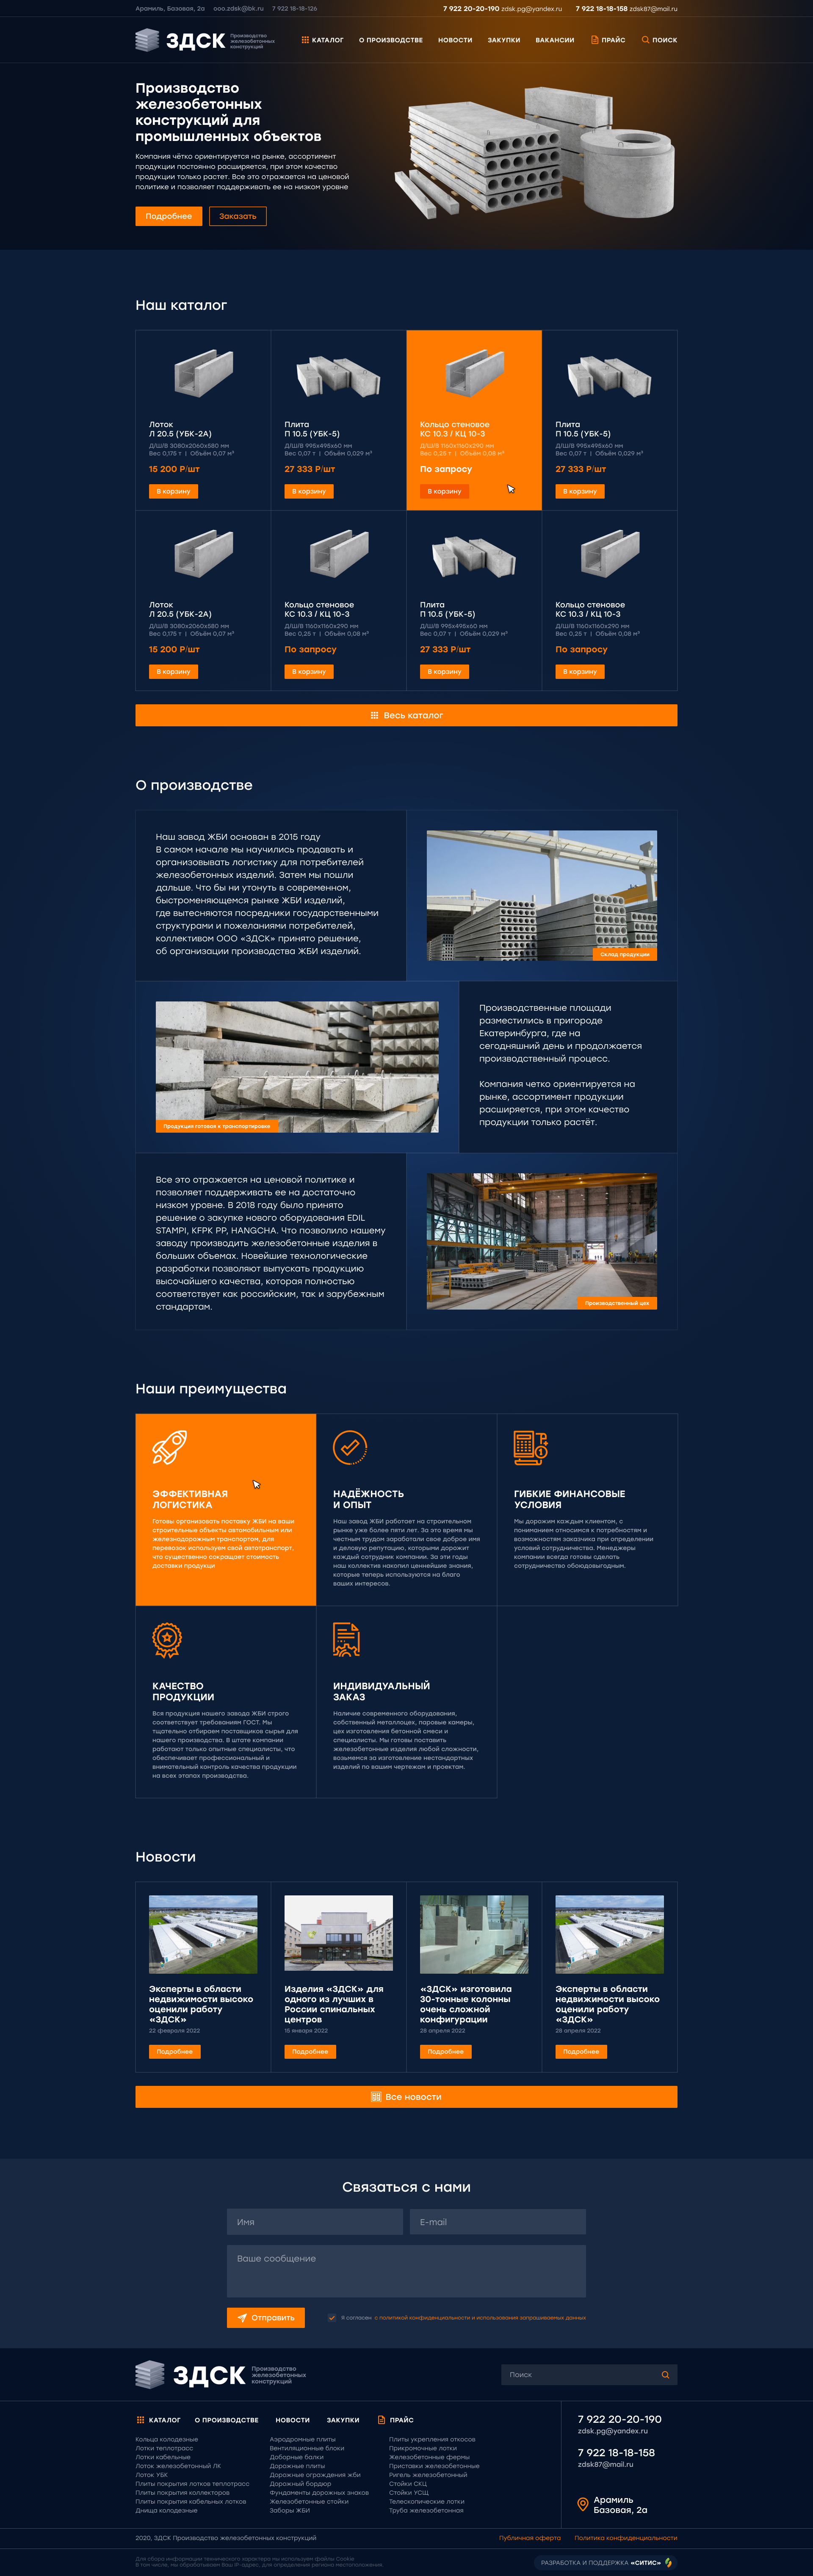 Арамиль, Базовая, 2а ooo.zdsk@bk.ru 7 922 18-18-126
7 922 20-20-190 zdsk.pg@yandex.ru 7 922 18-18-158 zdsk87@mail.ru
ЗДСК
Производство
железобетонных
конструкций
КАТАЛОГ О ПРОИЗВОДСТВЕ НОВОСТИ ЗАКУПКИ ВАКАНСИИ ПРАЙС ПОИСК
Производство
железобетонных
конструкций для
промышленных объектов
Компания чётко ориентируется на рынке, ассортимент
продукции постоянно расширяется, при этом качество
продукции только растет. Все это отражается на ценовой
политике и позволяет поддерживать ее на низком уровне
Подробнее Заказать
Наш каталог
Лоток
Л 20.5 (УБК-2А)
Д/Ш/В 3080х2060х580 мм
Вес 0,175 т | Объём 0,07 м³
15 200 Р/шт
В корзину
Плита
П 10.5 (УБК-5)
Д/Ш/В 995х495х60 мм
Вес 0,07 т | Объём 0,029 м³
27 333 Р/шт
В корзину
Кольцо стеновое
КС 10.3 / КЦ 10-3
Д/Ш/В 1160х1160х290 мм
Вес 0,25 т | Объём 0,08 м³
По запросу
В корзину
Плита
П 10.5 (УБК-5)
Д/Ш/В 995х495х60 мм
Вес 0,07 т | Объём 0,029 м³
27 333 Р/шт
В корзину
Лоток
Л 20.5 (УБК-2А)
Д/Ш/В 3080х2060х580 мм
Вес 0,175 т | Объём 0,07 м³
15 200 Р/шт
В корзину
Кольцо стеновое
КС 10.3 / КЦ 10-3
Д/Ш/В 1160х1160х290 мм
Вес 0,25 т | Объём 0,08 м³
По запросу
В корзину
Плита
П 10.5 (УБК-5)
Д/Ш/В 995х495х60 мм
Вес 0,07 т | Объём 0,029 м³
27 333 Р/шт
В корзину
Кольцо стеновое
КС 10.3 / КЦ 10-3
Д/Ш/В 1160х1160х290 мм
Вес 0,25 т | Объём 0,08 м³
По запросу
В корзину
Весь каталог
О производстве
Наш завод ЖБИ основан в 2015 году
В самом начале мы научились продавать и
организовывать логистику для потребителей
железобетонных изделий. Затем мы пошли
дальше. Что бы ни утонуть в современном,
быстроменяющемся рынке ЖБИ изделий,
где вытесняются посредники государственными
структурами и пожеланиями потребителей,
коллективом ООО «ЗДСК» принято решение,
об организации производства ЖБИ изделий.
Склад продукции
Продукция готовая к транспортировке
Производственные площади
разместились в пригороде
Екатеринбурга, где на
сегодняшний день и продолжается
производственный процесс.
Компания четко ориентируется на
рынке, ассортимент продукции
расширяется, при этом качество
продукции только растёт.
Все это отражается на ценовой политике и
позволяет поддерживать ее на достаточно
низком уровне. В 2018 году было принято
решение о закупке нового оборудования EDIL
STAMPI, KFPK PP, HANGCHA. Что позволило нашему
заводу производить железобетонные изделия в
больших объемах. Новейшие технологические
разработки позволяют выпускать продукцию
высочайшего качества, которая полностью
соответствует как российским, так и зарубежным
стандартам.
Производственный цех
Наши преимущества
ЭФФЕКТИВНАЯ
ЛОГИСТИКА
Готовы организовать поставку ЖБИ на ваши
строительные объекты автомобильным или
железнодорожным транспортом, для
перевозок используем свой автотранспорт,
что существенно сокращает стоимость
доставки продукци
НАДЁЖНОСТЬ
И ОПЫТ
Наш завод ЖБИ работает на строительном
рынке уже более пяти лет. За это время мы
честным трудом заработали свое доброе имя
и деловую репутацию, которыми дорожит
каждый сотрудник компании. За эти годы
наш коллектив накопил ценнейшие знания,
которые теперь используются на благо
ваших интересов.
ГИБКИЕ ФИНАНСОВЫЕ
УСЛОВИЯ
Мы дорожим каждым клиентом, с
пониманием относимся к потребностям и
возможностям заказчика при определении
условий сотрудничества. Менеджеры
компании всегда готовы сделать
сотрудничество обоюдовыгодным.
КАЧЕСТВО
ПРОДУКЦИИ
Вся продукция нашего завода ЖБИ строго
соответствует требованиям ГОСТ. Мы
тщательно отбираем поставщиков сырья для
нашего производства. В штате компании
работают только опытные специалисты, что
обеспечивает профессиональный и
внимательный контроль качества продукции
на всех этапах производства.
ИНДИВИДУАЛЬНЫЙ
ЗАКАЗ
Наличие современного оборудования,
собственный металлоцех, паровые камеры,
цех изготовления бетонной смеси и
специалисты. Мы готовы поставить
железобетонные изделия любой сложности,
возьмемся за изготовление нестандартных
изделий по вашим чертежам и проектам.
Новости
Эксперты в области
недвижимости высоко
оценили работу
«ЗДСК»
22 февраля 2022
Подробнее
Изделия «ЗДСК» для
одного из лучших в
России спинальных
центров
15 января 2022
Подробнее
«ЗДСК» изготовила
30-тонные колонны
очень сложной
конфигурации
28 апреля 2022
Подробнее
Эксперты в области
недвижимости высоко
оценили работу
«ЗДСК»
28 апреля 2022
Подробнее
Все новости
Связаться с нами
Имя E-mail
Ваше сообщение
Отправить
Я согласен с политикой конфиденциальности и использования запрашиваемых данных
ЗДСК
Производство
железобетонных
конструкций
Поиск
КАТАЛОГ О ПРОИЗВОДСТВЕ НОВОСТИ ЗАКУПКИ ПРАЙС
Кольца колодезные
Лотки теплотрасс
Лотки кабельные
Лоток железобетонный ЛК
Лоток УБК
Плиты покрытия лотков теплотрасс
Плиты покрытия коллекторов
Плиты покрытия кабельных лотков
Днища колодезные
Аэродромные плиты
Вентиляционные блоки
Доборные балки
Дорожные плиты
Дорожные ограждения жби
Дорожный бордюр
Фундаменты дорожных знаков
Железобетонные стойки
Заборы ЖБИ
Плиты укрепления откосов
Прикромочные лотки
Железобетонные фермы
Приставки железобетонные
Ригель железобетонный
Стойки СКЦ
Стойки УСЩ
Телескопические лотки
Труба железобетонная
7 922 20-20-190
zdsk.pg@yandex.ru
7 922 18-18-158
zdsk87@mail.ru
Арамиль
Базовая, 2а
2020, ЗДСК Производство железобетонных конструкций
Публичная оферта Политика конфиденциальности
Для сбора информации технического характера мы используем файлы Cookie
В том числе, мы обрабатываем Ваш IP-адрес, для определения региона местоположения
РАЗРАБОТКА И ПОДДЕРЖКА «СИТИС»